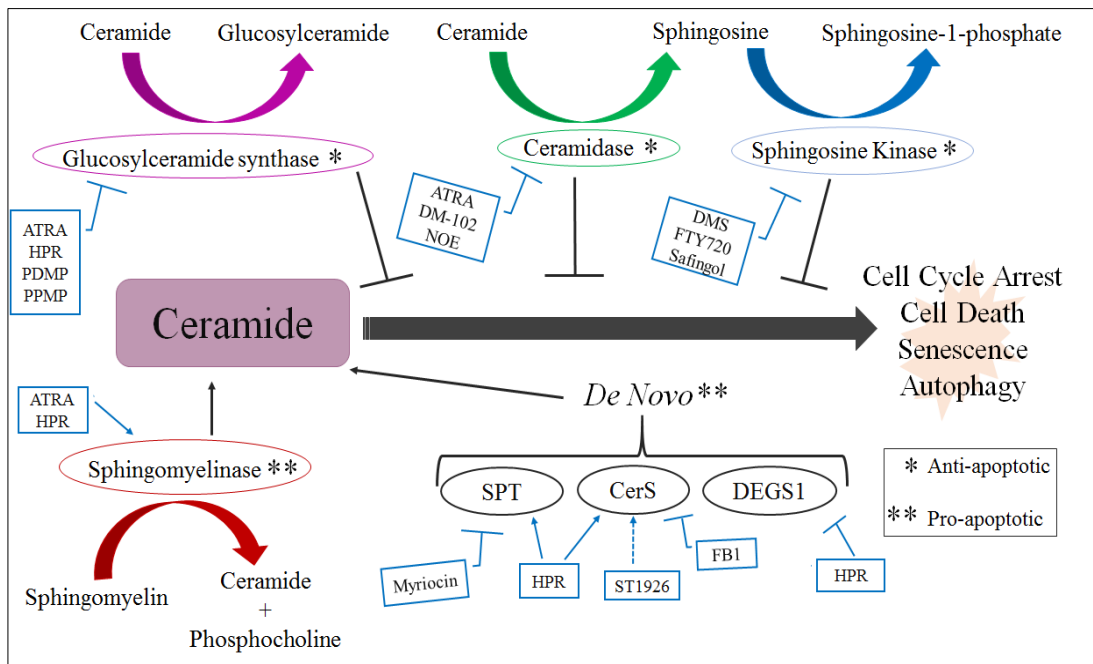 Ceramide
Glucosylceramide
Ceramide
Sphingosine
Sphingosine-1-phosphate
Glucosylceramide synthase *
Ceramidase *
Sphingosine Kinase *
ATRA
HPR
PDMP
PPMP
ATRA
DM-102
NOE
DMS
FTY720
Safingol
Ceramide
Cell Cycle Arrest
Cell Death
Senescence
Autophagy
ATRA
HPR
De Novo **
Sphingomyelinase **
SPT
CerS
DEGS1
* Anti-apoptotic
** Pro-apoptotic
Myriocin
HPR
ST1926
FB1
HPR
Sphingomyelin
Ceramide
+
Phosphocholine